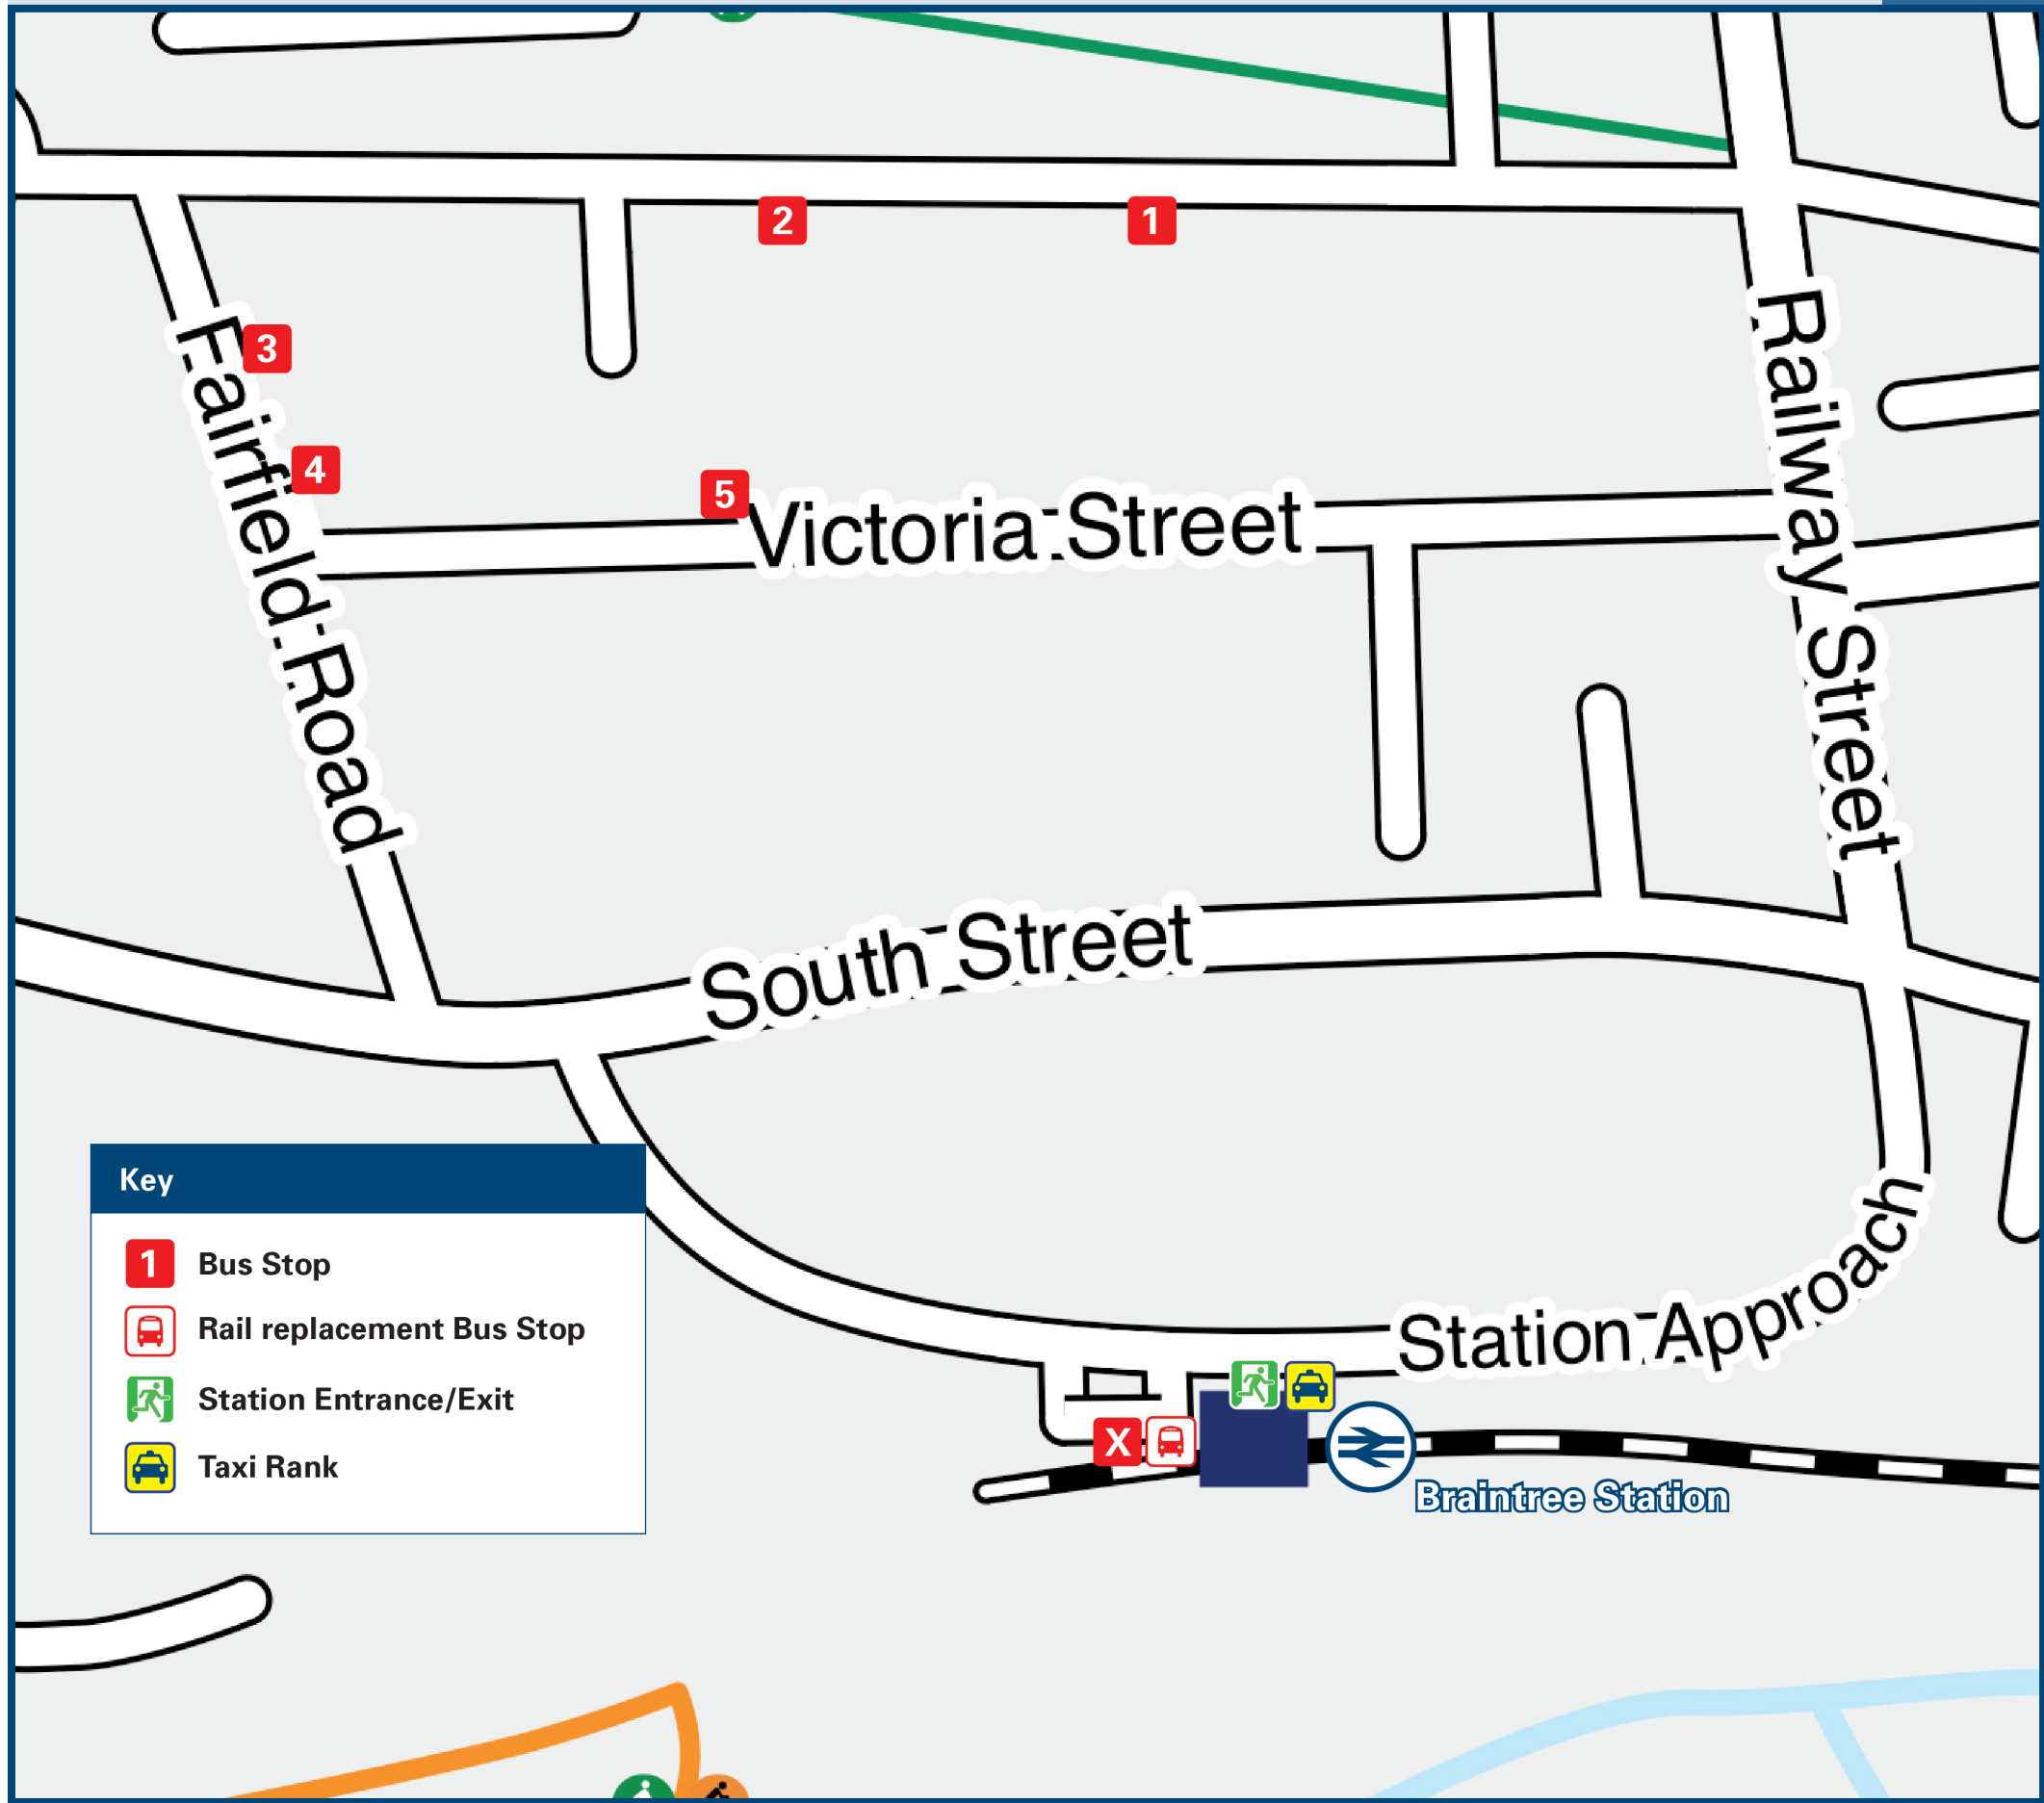 2
1
3
4
5
Fairfield Road
Victoria Street
Railway Street
South Street
Key
1 Bus Stop
Rail replacement Bus Stop
Station Entrance/Exit
Taxi Rank
Station Approach
X
Braintree Station